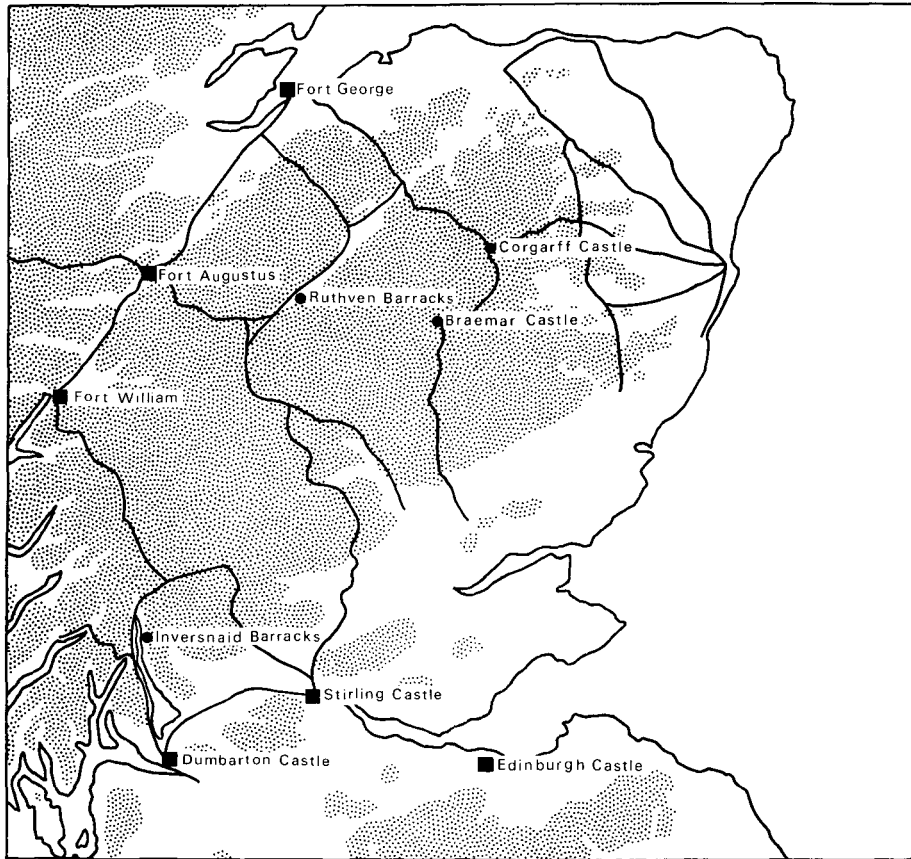 Fort George
Corgarff Castle
Fort Augustus
Ruthven Barracks
Braemar Castle
Fort William
Inversnaid Barracks
Stirling Castle
Dumbarton Castle
Edinburgh Castle